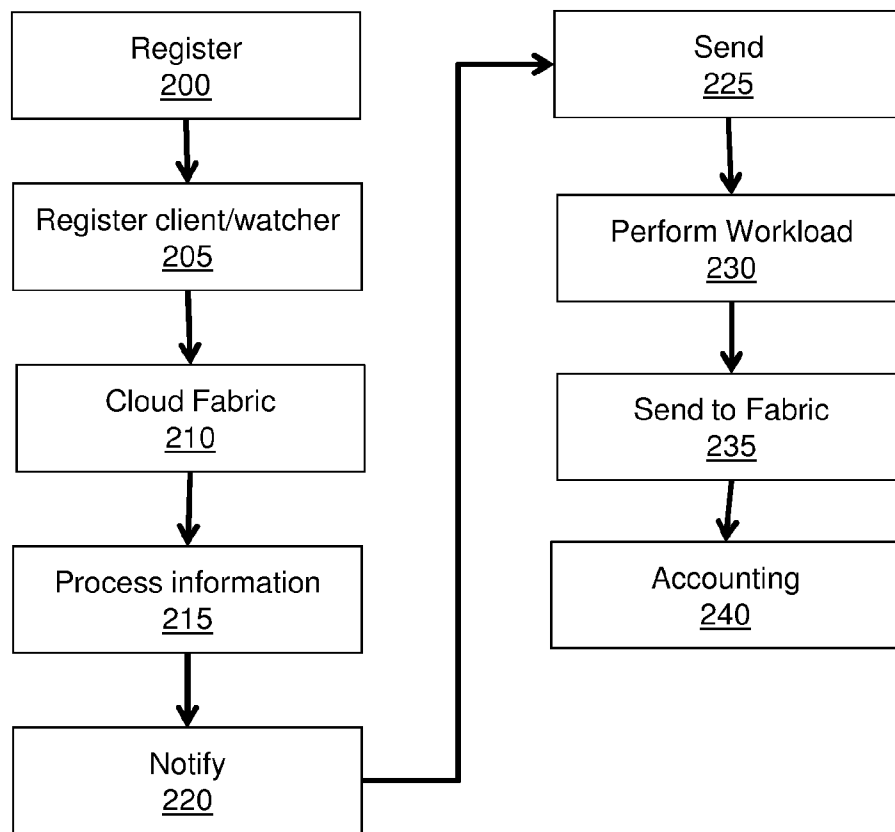 Register
200
Register client/watcher
205
Cloud Fabric
210
Process information
215
Notify
220
Send
225
Perform Workload
230
Send to Fabric
235
Accounting
240